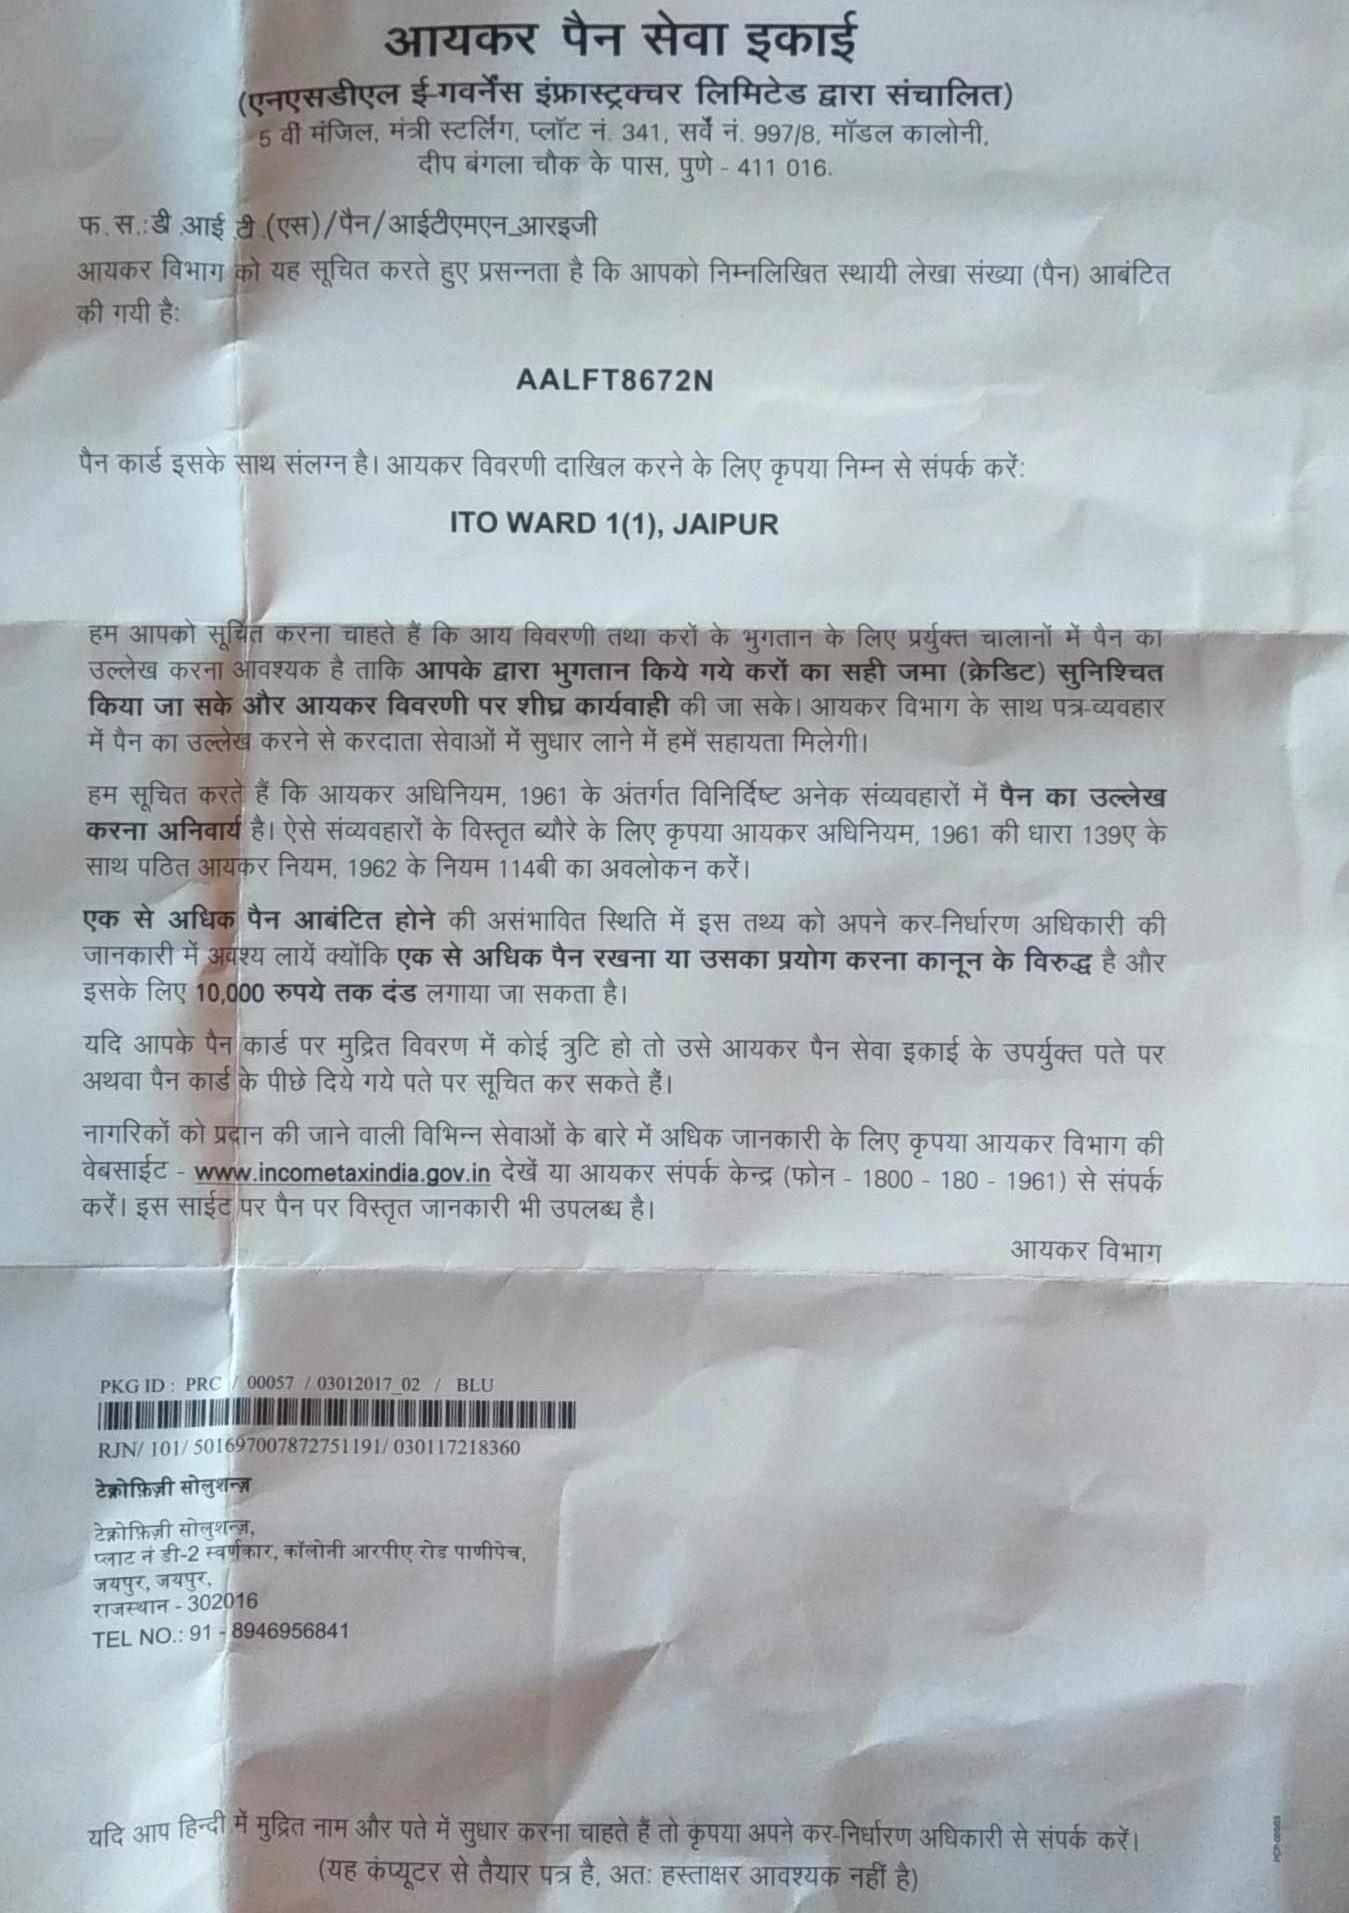 आयकर पैन सेवा इकाई
(एनएसडीएल ई-गवर्नेंस इंफ्रास्ट्रक्चर लिमिटेड द्वारा संचालित)
5 वी मंजिल, मंत्री स्टर्लिंग, प्लॉट नं. 341, सर्वे नं. 997/8, मॉडल कालोनी,
दीप बंगला चौक के पास, पुणे - 411 016.
फ. स.:डी .आई .टी .(एस)/पैन/आईटीएमएन_आरइजी
आयकर विभाग को यह सूचित करते हुए प्रसन्नता है कि आपको निम्नलिखित स्थायी लेखा संख्या (पैन) आबंटित
की गयी है:
AALFT8672N
पैन कार्ड इसके साथ संलग्न है। आयकर विवरणी दाखिल करने के लिए कृपया निम्न से संपर्क करें:
ITO WARD 1(1), JAIPUR
हम आपको सूचित करना चाहते हैं कि आय विवरणी तथा करों के भुगतान के लिए प्रर्युक्त चालानों में पैन का
उल्लेख करना आवश्यक है ताकि आपके द्वारा भुगतान किये गये करों का सही जमा (क्रेडिट) सुनिश्चित
किया जा सके और आयकर विवरणी पर शीघ्र कार्यवाही की जा सके। आयकर विभाग के साथ पत्र-व्यवहार
में पैन का उल्लेख करने से करदाता सेवाओं में सुधार लाने में हमें सहायता मिलेगी।
हम सूचित करते हैं कि आयकर अधिनियम, 1961 के अंतर्गत विनिर्दिष्ट अनेक संव्यवहारों में पैन का उल्लेख
करना अनिवार्य है। ऐसे संव्यवहारों के विस्तृत ब्यौरे के लिए कृपया आयकर अधिनियम, 1961 की धारा 139ए के
साथ पठित आयकर नियम, 1962 के नियम 114बी का अवलोकन करें।
एक से अधिक पैन आबंटित होने की असंभावित स्थिति में इस तथ्य को अपने कर-निर्धारण अधिकारी की
जानकारी में अवश्य लायें क्योंकि एक से अधिक पैन रखना या उसका प्रयोग करना कानून के विरुद्ध है और
इसके लिए 10,000 रुपये तक दंड लगाया जा सकता है।
यदि आपके पैन कार्ड पर मुद्रित विवरण में कोई त्रुटि हो तो उसे आयकर पैन सेवा इकाई के उपर्युक्त पते पर
अथवा पैन कार्ड के पीछे दिये गये पते पर सूचित कर सकते हैं।
नागरिकों को प्रदान की जाने वाली विभिन्न सेवाओं के बारे में अधिक जानकारी के लिए कृपया आयकर विभाग की
वेबसाईट - www.incometaxindia.gov.in देखें या आयकर संपर्क केन्द्र (फोन - 1800 - 180 - 1961) से संपर्क
करें। इस साईट पर पैन पर विस्तृत जानकारी भी उपलब्ध है।
आयकर विभाग
PKG ID : PRC / 00057 / 03012017_02 / BLU
RJN/ 101/ 501697007872751191/ 030117218360
टेक्रोफ़िज़ी सोलुशन्ज़
टेक्रोफ़िज़ी सोलुशन्ज़,
प्लाट नं डी-2 स्वर्णकार, कॉलोनी आरपीए रोड पाणीपेच,
जयपुर, जयपुर,
राजस्थान - 302016
TEL NO.: 91 - 8946956841
यदि आप हिन्दी में मुद्रित नाम और पते में सुधार करना चाहते हैं तो कृपया अपने कर-निर्धारण अधिकारी से संपर्क करें।
(यह कंप्यूटर से तैयार पत्र है, अतः हस्ताक्षर आवश्यक नहीं है)